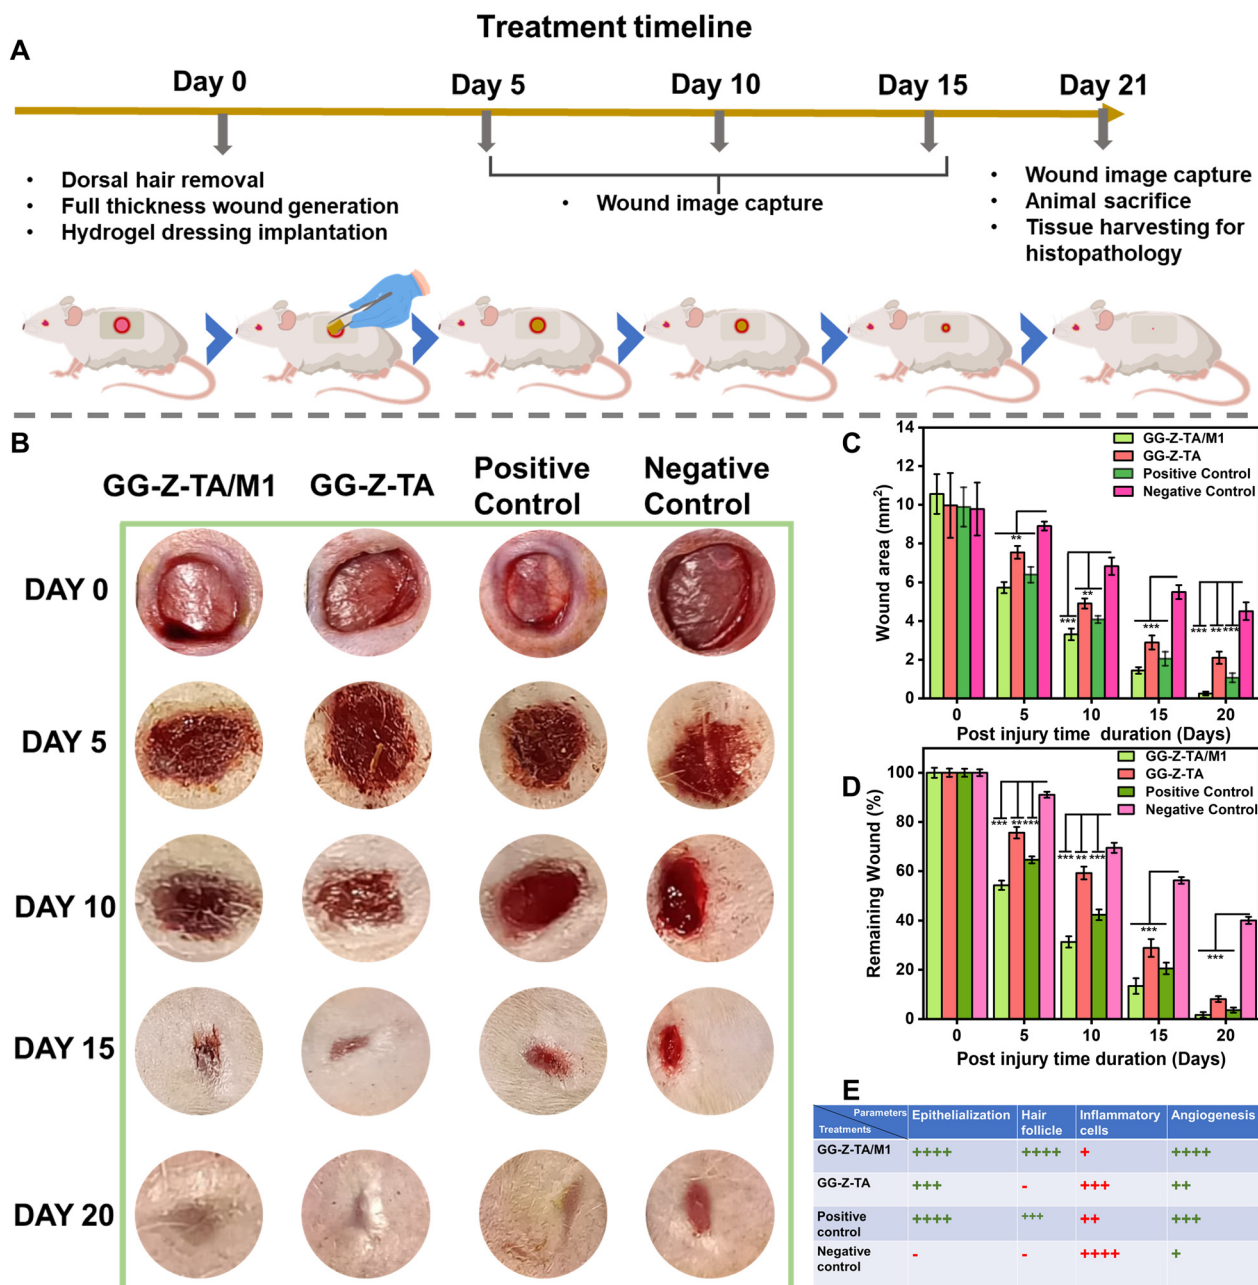 Treatment timeline
A
Day 0
Day 5
Day 10
Day 15
Day 21
• Dorsal hair removal
• Full thickness wound generation
• Hydrogel dressing implantation
• Wound image capture
• Wound image capture
• Animal sacrifice
• Tissue harvesting for
histopathology
B
GG-Z-TA/M1
GG-Z-TA
Positive
Control
Negative
Control
DAY 0
DAY 5
DAY 10
DAY 15
DAY 20
C
Wound area (mm²)
14
12
10
8
6
4
2
0
GG-Z-TA/M1
GG-Z-TA
Positive Control
Negative Control
**
***
**
***
***
**
***
0
5
10
15
20
Post injury time duration (Days)
D
Remaining Wound (%)
100
80
60
40
20
0
GG-Z-TA/M1
GG-Z-TA
Positive Control
Negative Control
***
**
***
***
**
***
***
***
0
5
10
15
20
Post injury time duration (Days)
E
Parameters
Treatments
Epithelialization
Hair
follicle
Inflammatory
cells
Angiogenesis
GG-Z-TA/M1 ++++ ++++ + ++++
GG-Z-TA +++ - +++ ++
Positive
control ++++ +++ ++ +++
Negative
control - - ++++ +